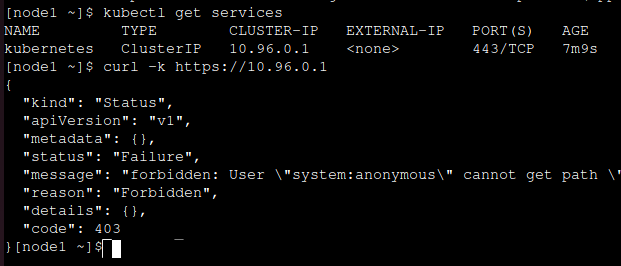 [node1 ~]$ kubectl get services
NAME         TYPE        CLUSTER-IP   EXTERNAL-IP   PORT(S)   AGE
kubernetes   ClusterIP   10.96.0.1    <none>        443/TCP   7m9s
[node1 ~]$ curl -k https://10.96.0.1
{
  "kind": "Status",
  "apiVersion": "v1",
  "metadata": {},
  "status": "Failure",
  "message": "forbidden: User \"system:anonymous\" cannot get path \
  "reason": "Forbidden",
  "details": {},
  "code": 403
}[node1 ~]$